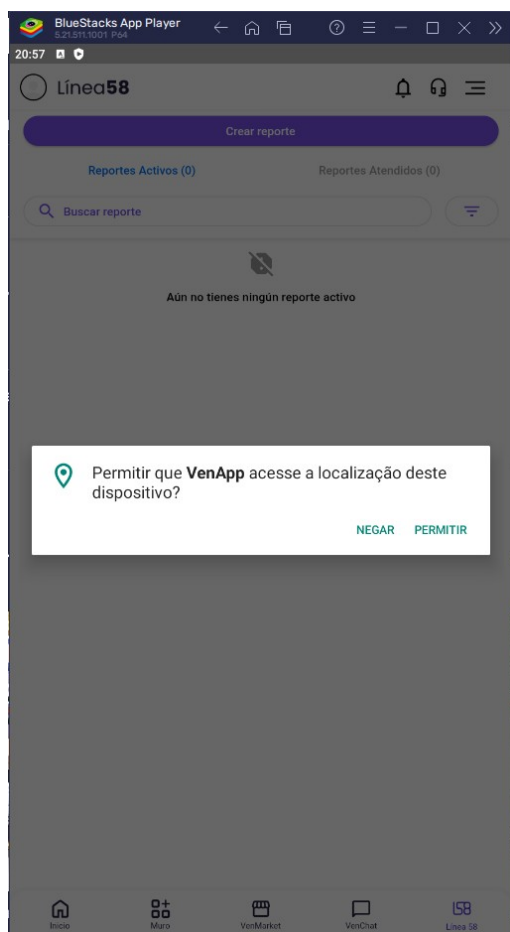 BlueStacks App Player
5.21.511.1001 P64
20:57
Línea58
Crear reporte
Reportes Activos (0)
Reportes Atendidos (0)
Buscar reporte
Aún no tienes ningún reporte activo
Permitir que VenApp acesse a localização deste
dispositivo?
NEGAR
PERMITIR
Inicio
Muro
VenMarket
VenChat
Línea 58